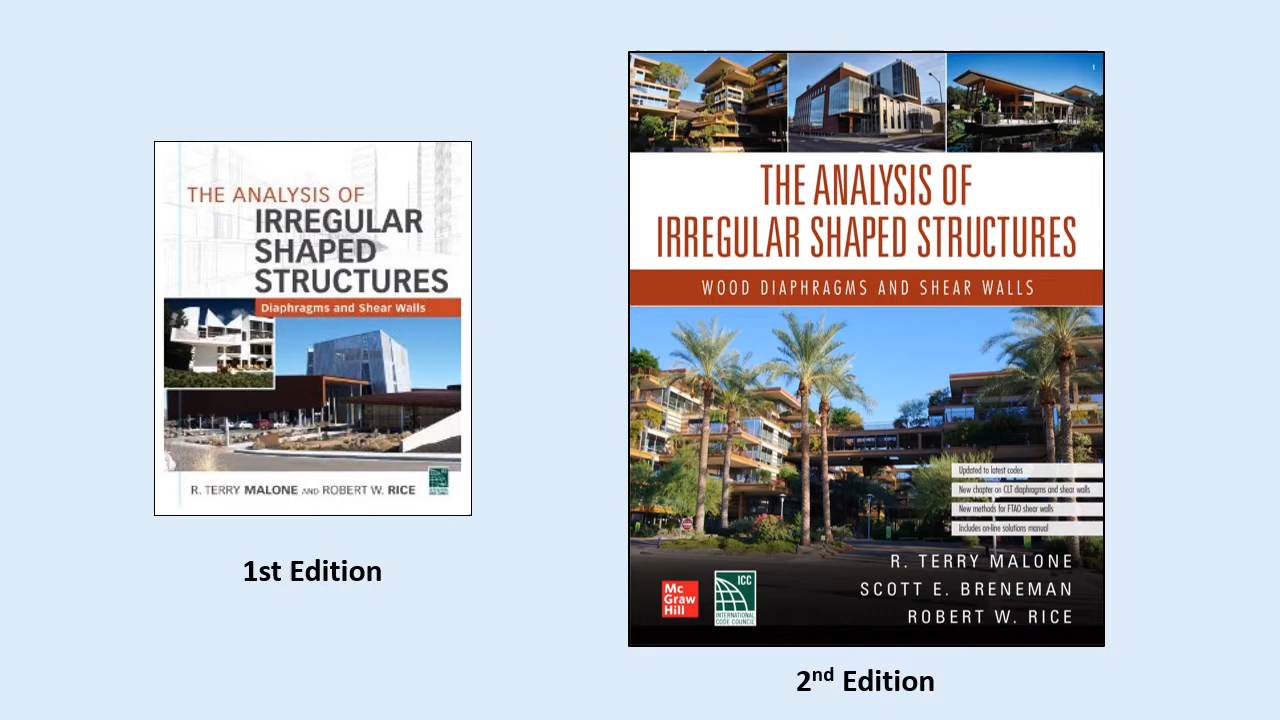 THE ANALYSIS OF
IRREGULAR
SHAPED
STRUCTURES
Diaphragms and Shear Walls
R. TERRY MALONE AND ROBERT W. RICE
1st Edition
1
THE ANALYSIS OF
IRREGULAR SHAPED STRUCTURES
WOOD DIAPHRAGMS AND SHEAR WALLS
Updated to latest codes
New chapter on CLT diaphragms and shear walls
New methods for FTAO shear walls
Includes on-line solutions manual
R. TERRY MALONE
SCOTT E. BRENEMAN
ROBERT W. RICE
Mc
Graw
Hill
ICC
INTERNATIONAL
CODE COUNCIL
2nd Edition